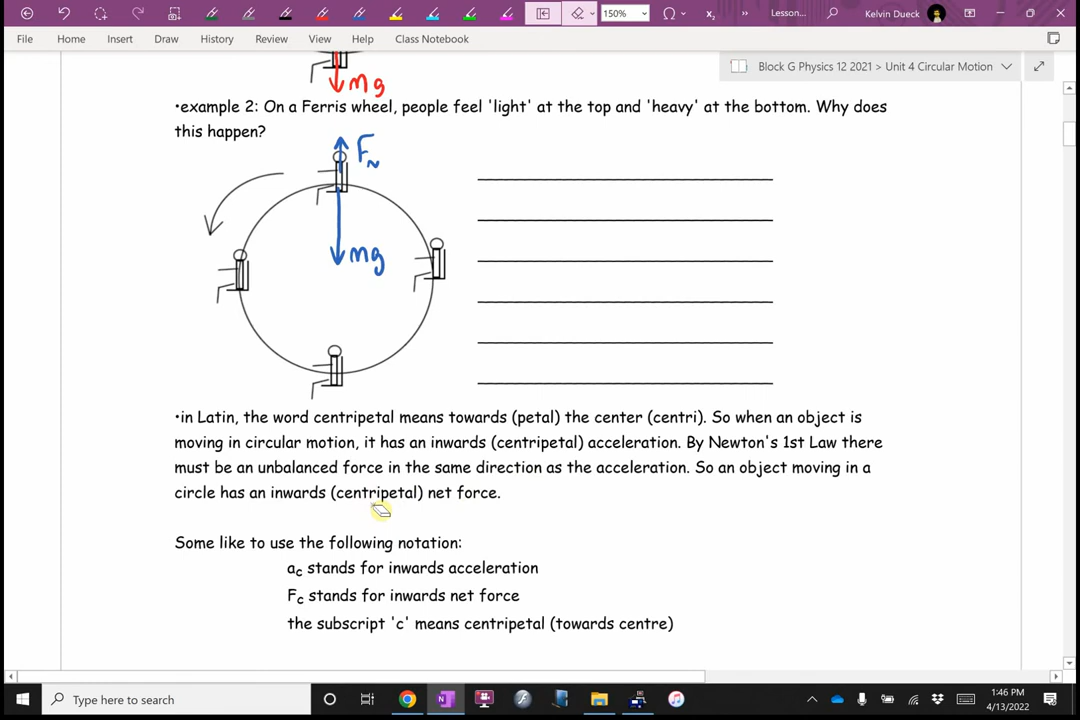 150%
x₂
Lesson...
Kelvin Dueck
File Home Insert Draw History Review View Help Class Notebook
Block G Physics 12 2021 > Unit 4 Circular Motion
mg
•example 2: On a Ferris wheel, people feel 'light' at the top and 'heavy' at the bottom. Why does
this happen?
F_N
mg
•in Latin, the word centripetal means towards (petal) the center (centri). So when an object is
moving in circular motion, it has an inwards (centripetal) acceleration. By Newton's 1st Law there
must be an unbalanced force in the same direction as the acceleration. So an object moving in a
circle has an inwards (centripetal) net force.
Some like to use the following notation:
a_c stands for inwards acceleration
F_c stands for inwards net force
the subscript 'c' means centripetal (towards centre)
Type here to search
1:46 PM
4/13/2022